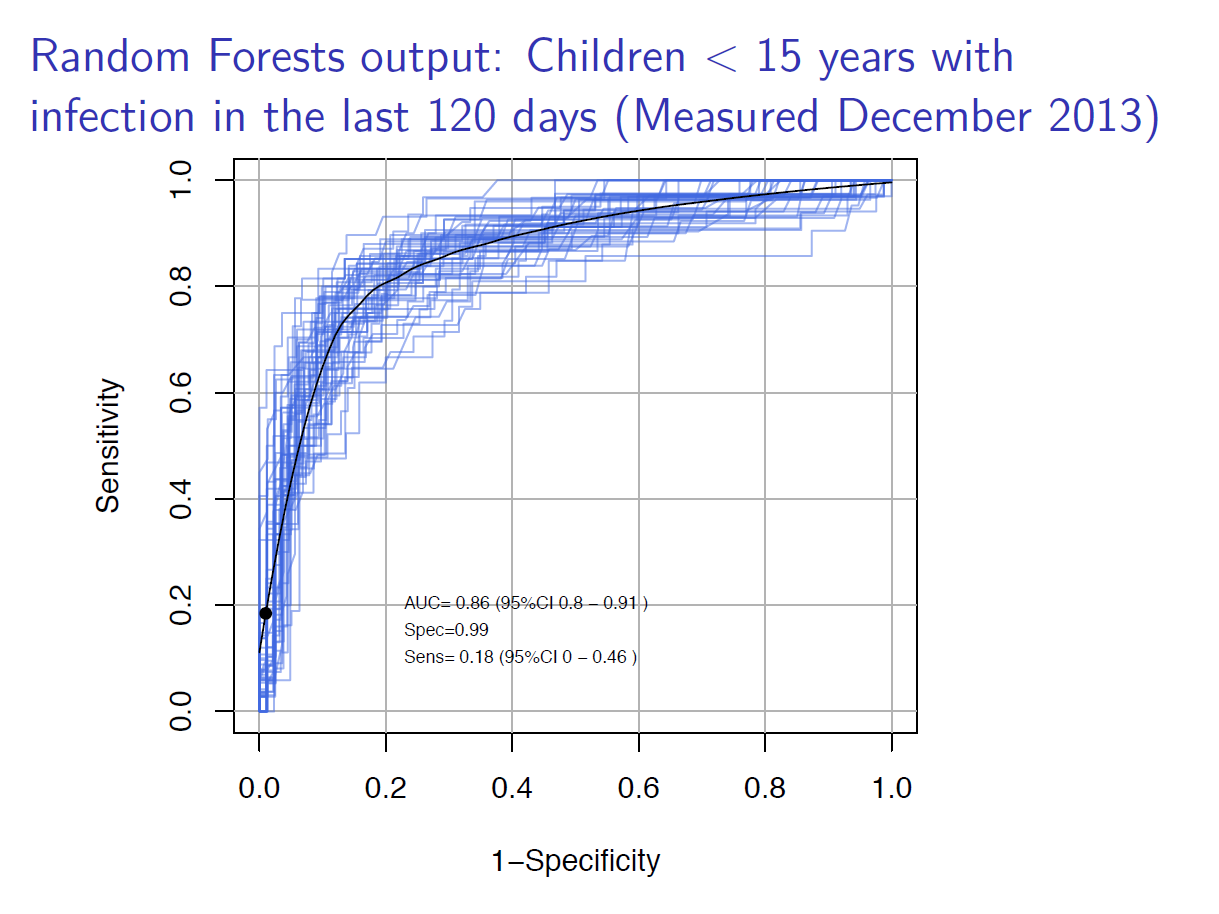 Random Forests output: Children < 15 years with
infection in the last 120 days (Measured December 2013)
1.0
0.8
0.6
0.4
0.2
0.0
Sensitivity
AUC= 0.86 (95%CI 0.8 − 0.91 )
Spec=0.99
Sens= 0.18 (95%CI 0 − 0.46 )
0.0 0.2 0.4 0.6 0.8 1.0
1−Specificity